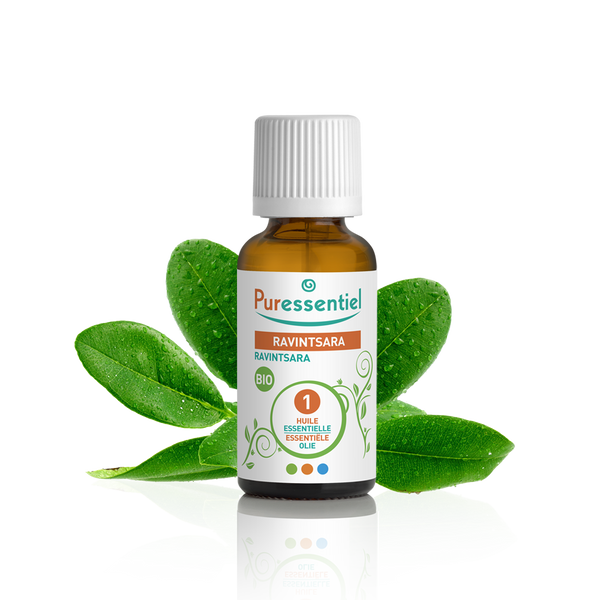 Puressentiel
RAVINTSARA
RAVINTSARA
BIO
1
HUILE
ESSENTIELLE
ESSENTIËLE
OLIE